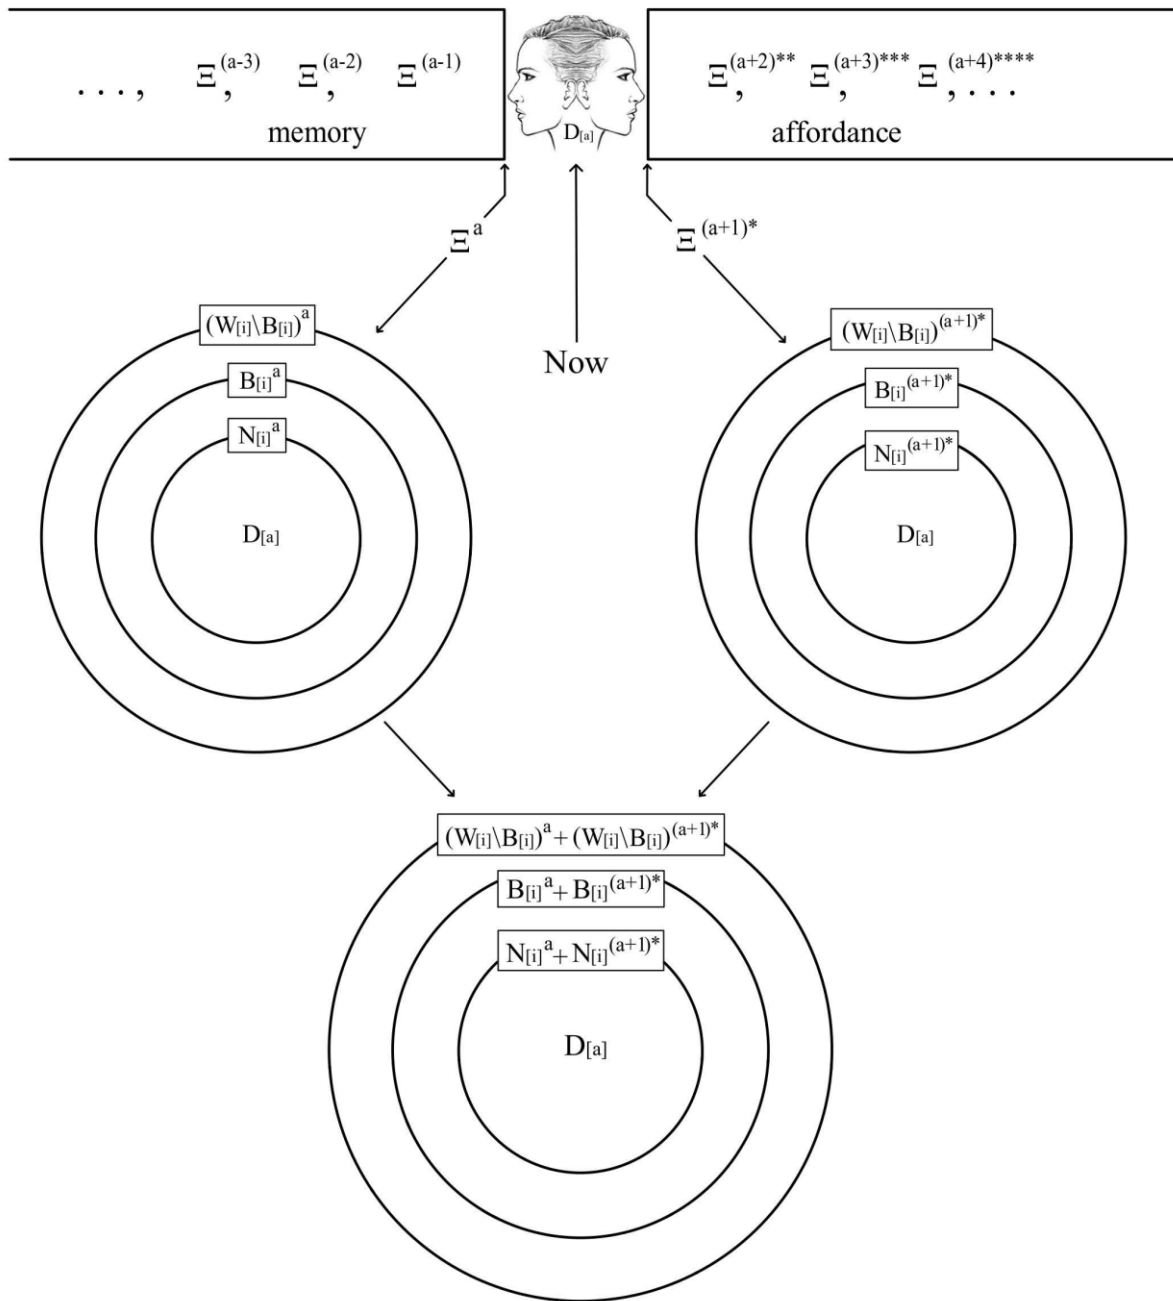 . . . , Ξ^(a-3), Ξ^(a-2), Ξ^(a-1)
memory
D[a]
Ξ^(a+2)**, Ξ^(a+3)***, Ξ^(a+4)****, . . .
affordance
Ξ^a
Ξ^(a+1)*
Now
(W[i]\B[i])^a
B[i]^a
N[i]^a
D[a]
(W[i]\B[i])^(a+1)*
B[i]^(a+1)*
N[i]^(a+1)*
D[a]
(W[i]\B[i])^a + (W[i]\B[i])^(a+1)*
B[i]^a + B[i]^(a+1)*
N[i]^a + N[i]^(a+1)*
D[a]